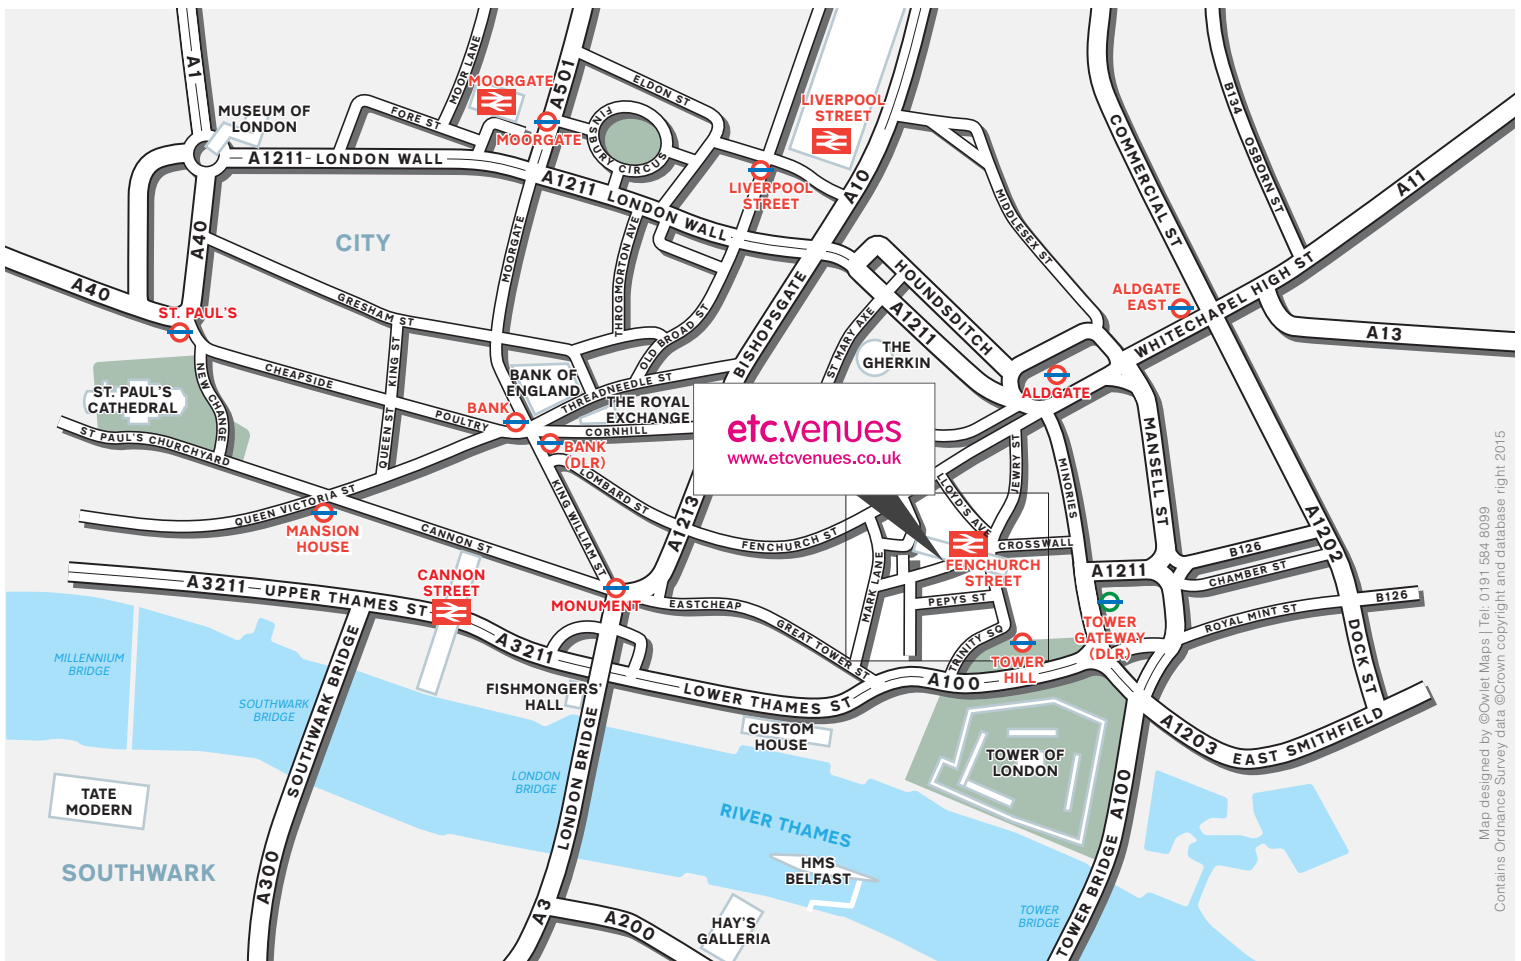 A1
MUSEUM OF
LONDON
MOOR LANE
MOORGATE
A501
FORE ST
MOORGATE
ELDON ST
FINSBURY CIRCUS
LIVERPOOL
STREET
LIVERPOOL
STREET
A10
A1211 - LONDON WALL
A1211 LONDON WALL
COMMERCIAL ST
B134
OSBORN ST
A11
MIDDLESEX ST
CITY
A40
A40
ST. PAUL'S
GRESHAM ST
MOORGATE
THROGMORTON AVE
OLD BROAD ST
BISHOPSGATE
HOUNDSDITCH
A1211
ST MARY AXE
THE
GHERKIN
ALDGATE
EAST
WHITECHAPEL HIGH ST
A13
ALDGATE
NEW CHANGE
CHEAPSIDE
KING ST
ST. PAUL'S
CATHEDRAL
BANK OF
ENGLAND
THREADNEEDLE ST
THE ROYAL
EXCHANGE
BANK
POULTRY
CORNHILL
BANK
(DLR)
QUEEN ST
ST PAUL'S CHURCHYARD
etc.venues
www.etcvenues.co.uk
LOMBARD ST
KING WILLIAM ST
QUEEN VICTORIA ST
MANSION
HOUSE
CANNON ST
A1213
FENCHURCH ST
LLOYD'S AVE
JEWRY ST
MINORIES
MANSELL ST
CROSSWALL
FENCHURCH
STREET
MARK LANE
PEPYS ST
TRINITY SQ
A1211
B126
CHAMBER ST
A1202
B126
ROYAL MINT ST
DOCK ST
TOWER
GATEWAY
(DLR)
TOWER
HILL
A3211 - UPPER THAMES ST
CANNON
STREET
MONUMENT
EASTCHEAP
GREAT TOWER ST
A3211
LOWER THAMES ST
A100
A1203
EAST SMITHFIELD
MILLENNIUM
BRIDGE
SOUTHWARK
BRIDGE
SOUTHWARK BRIDGE
FISHMONGERS'
HALL
CUSTOM
HOUSE
TOWER OF
LONDON
LONDON
BRIDGE
LONDON BRIDGE
RIVER THAMES
TATE
MODERN
SOUTHWARK
A300
A3
A200
HAY'S
GALLERIA
HMS
BELFAST
TOWER
BRIDGE
TOWER BRIDGE
A100
Map designed by ©Owlet Maps | Tel: 0191 584 8099
Contains Ordnance Survey data ©Crown copyright and database right 2015